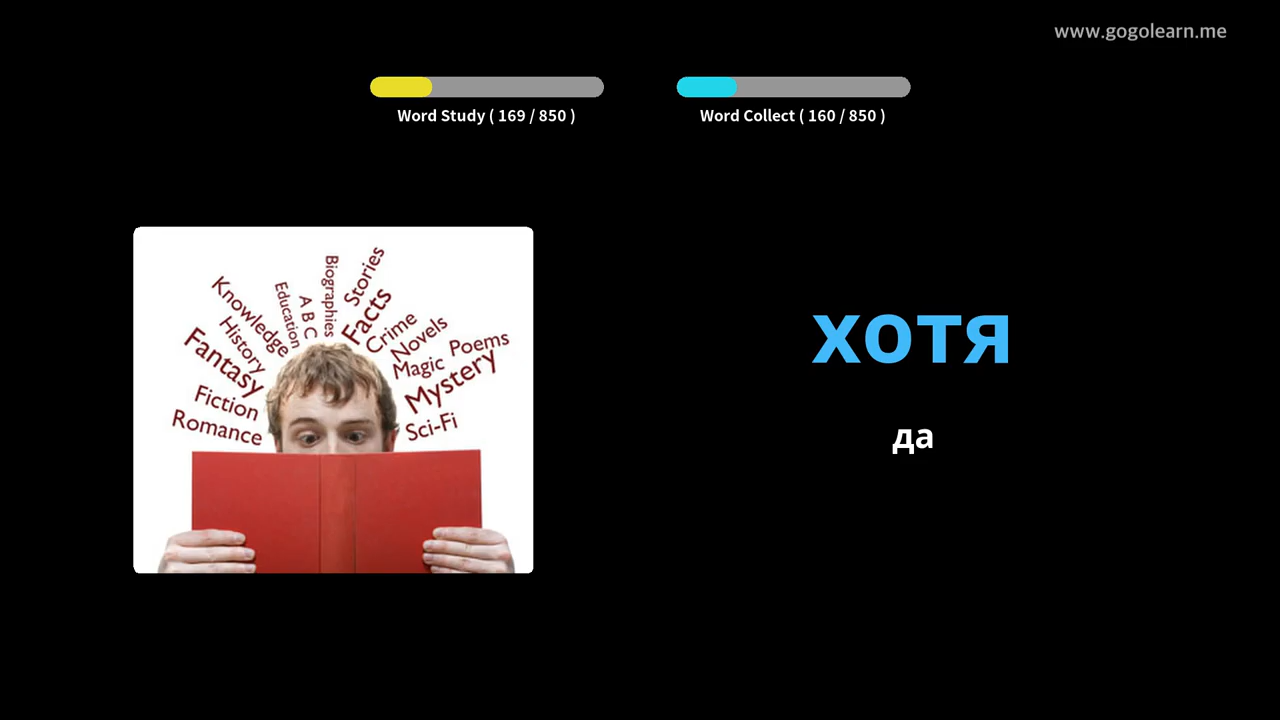 www.gogolearn.me
Word Study ( 169 / 850 )
Word Collect ( 160 / 850 )
Knowledge
History
Fantasy
Fiction
Romance
Education
A B C
Biographies
Stories
Facts
Crime
Novels
Magic
Poems
Mystery
Sci-Fi
хотя
да